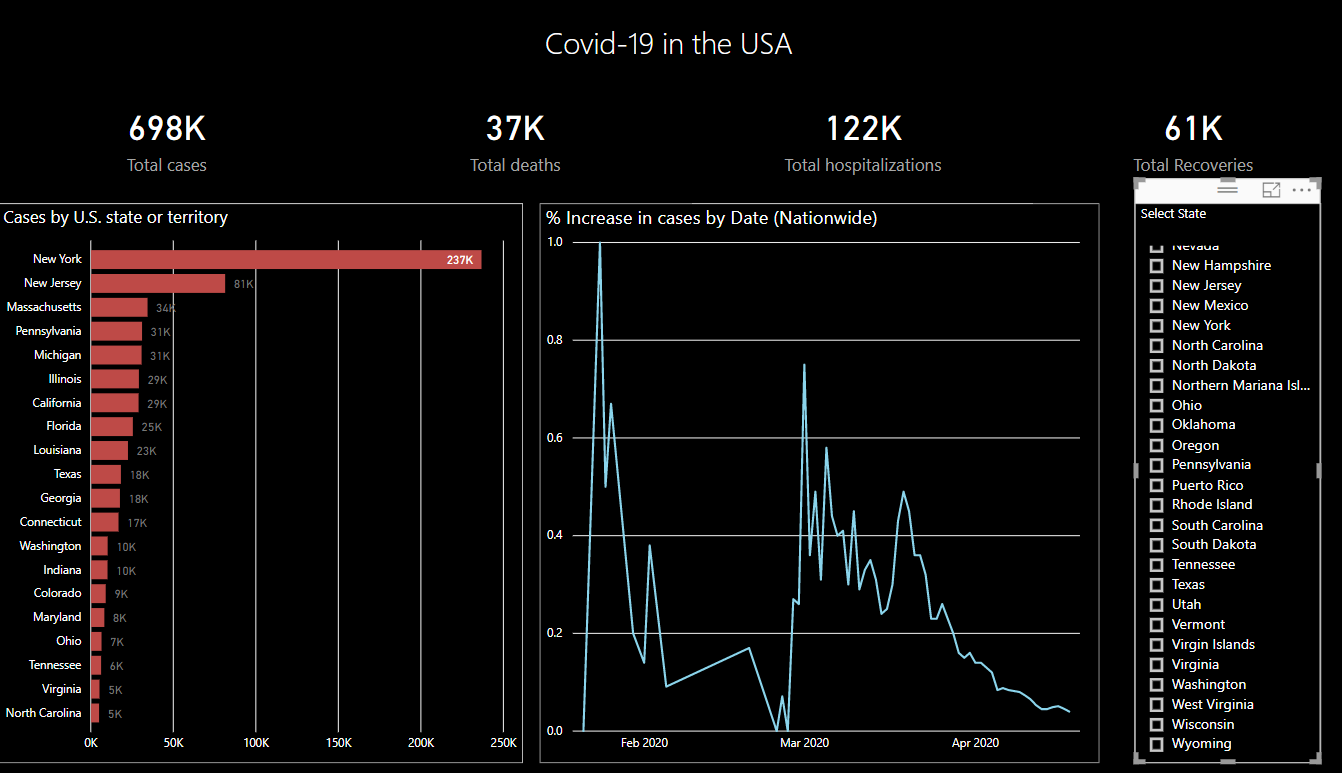 Covid-19 in the USA
698K
Total cases
37K
Total deaths
122K
Total hospitalizations
61K
Total Recoveries
Cases by U.S. state or territory
New York 237K
New Jersey 81K
Massachusetts 34K
Pennsylvania 31K
Michigan 31K
Illinois 29K
California 29K
Florida 25K
Louisiana 23K
Texas 18K
Georgia 18K
Connecticut 17K
Washington 10K
Indiana 10K
Colorado 9K
Maryland 8K
Ohio 7K
Tennessee 6K
Virginia 5K
North Carolina 5K
0K 50K 100K 150K 200K 250K
% Increase in cases by Date (Nationwide)
1.0
0.8
0.6
0.4
0.2
0.0
Feb 2020 Mar 2020 Apr 2020
Select State
Nevada
New Hampshire
New Jersey
New Mexico
New York
North Carolina
North Dakota
Northern Mariana Isl...
Ohio
Oklahoma
Oregon
Pennsylvania
Puerto Rico
Rhode Island
South Carolina
South Dakota
Tennessee
Texas
Utah
Vermont
Virgin Islands
Virginia
Washington
West Virginia
Wisconsin
Wyoming